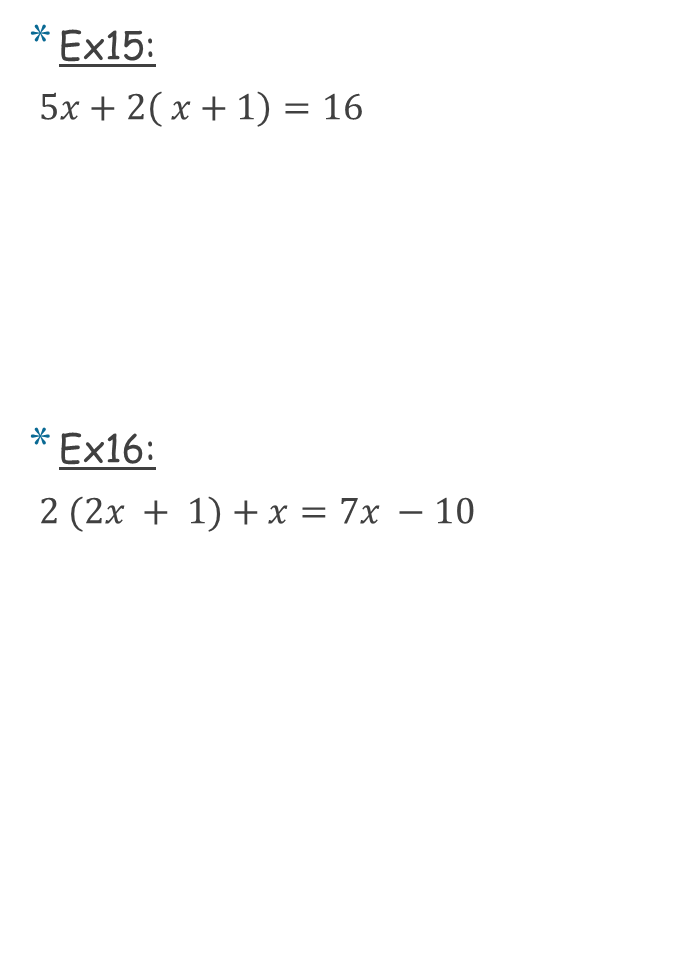 * Ex15:
5x + 2( x + 1) = 16
* Ex16:
2 (2x + 1) + x = 7x − 10